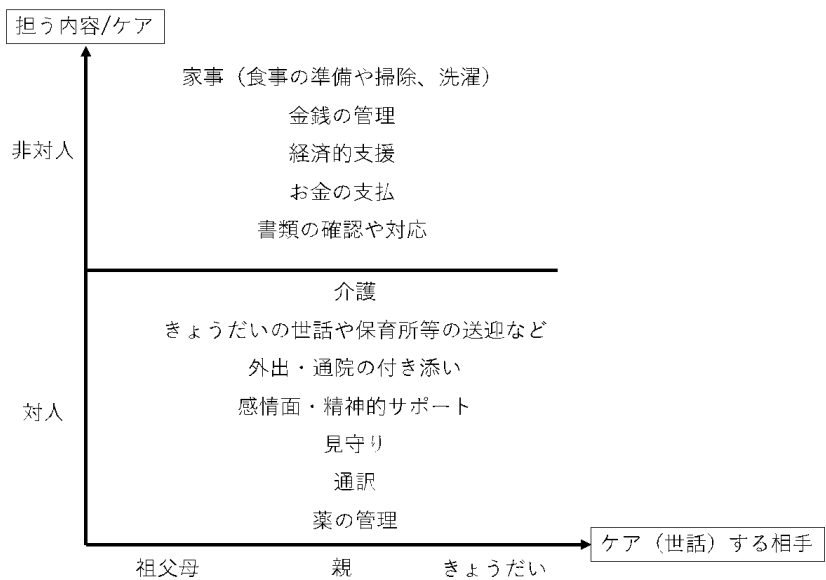 担う内容/ケア
家事（食事の準備や掃除、洗濯）
金銭の管理
非対人
経済的支援
お金の支払
書類の確認や対応
介護
きょうだいの世話や保育所等の送迎など
外出・通院の付き添い
対人
感情面・精神的サポート
見守り
通訳
薬の管理
ケア（世話）する相手
祖父母
親
きょうだい